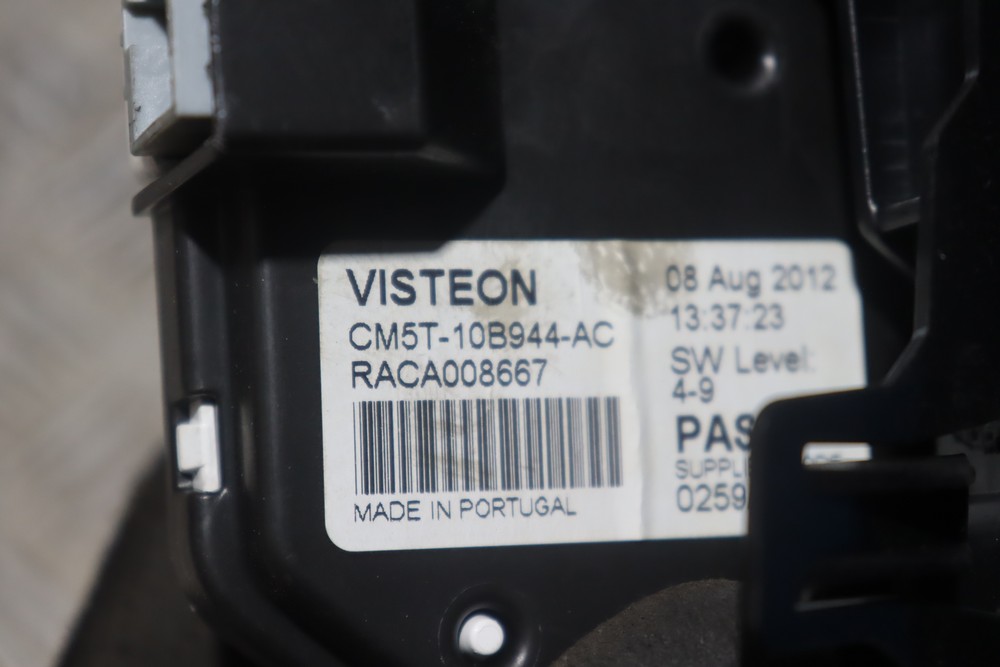 VISTEON
CM5T-10B944-AC
RACA008667
MADE IN PORTUGAL
08 Aug 2012
13:37:23
SW Level:
4-9